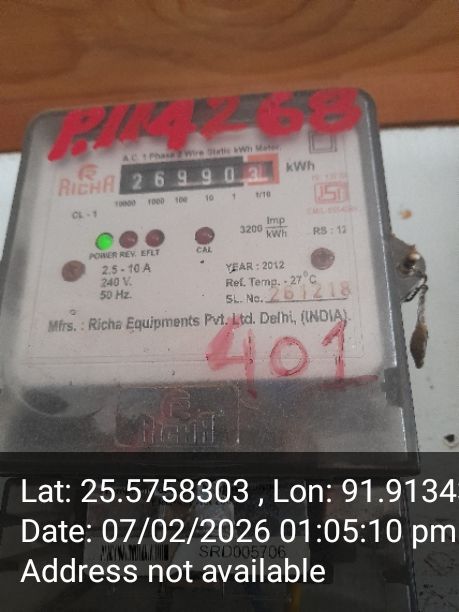 P.114268
A.C. 1 Phase 2 Wire Static kWh Meter.
RICHA
269903
kWh
10000 1000 100 10 1 1/10
CL - 1
3200 Imp/kWh
RS : 12
POWER REV. EFLT
CAL
2.5 - 10 A
240 V.
50 Hz.
YEAR : 2012
Ref. Temp. - 27°C
SL. No. 261218
Mfrs. : Richa Equipments Pvt. Ltd. Delhi, (INDIA).
401
RICHA
Lat: 25.5758303 , Lon: 91.9134
Date: 07/02/2026 01:05:10 pm
SRD005706
Address not available